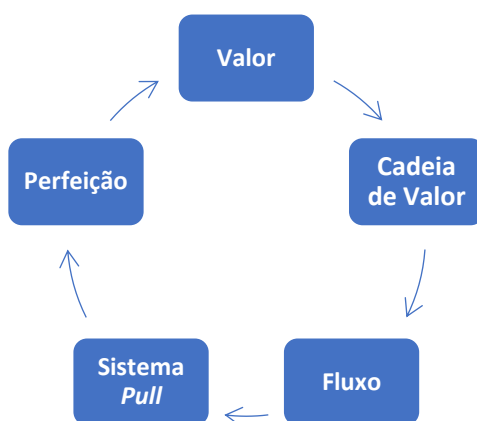 Valor
Cadeia
de Valor
Fluxo
Sistema
Pull
Perfeição